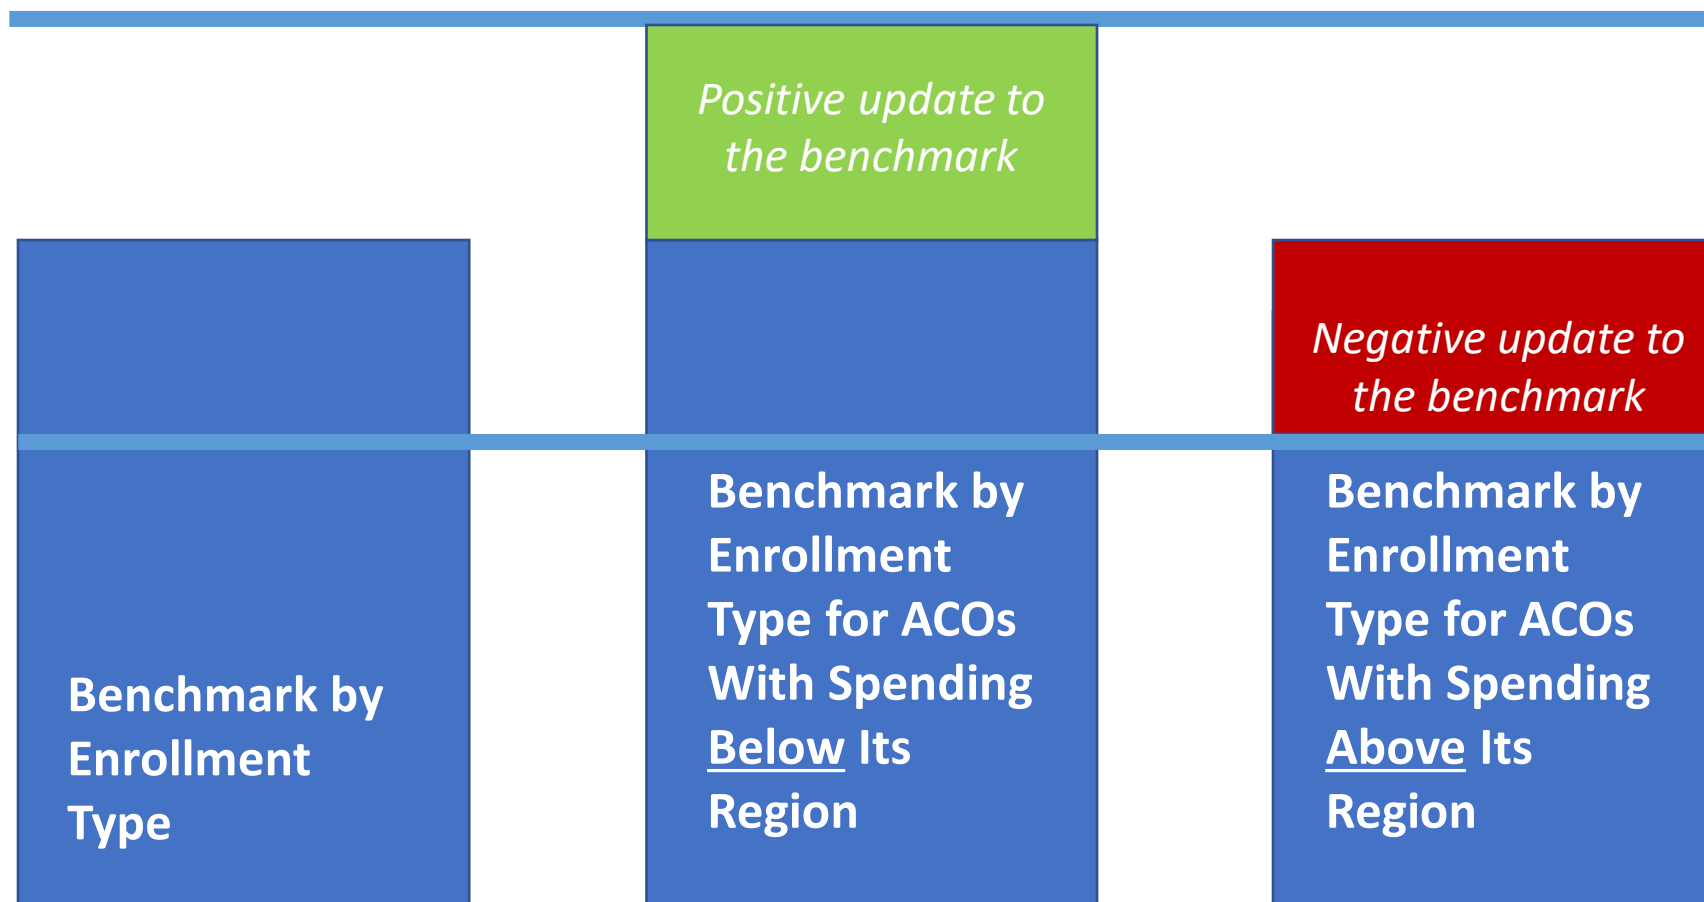 Positive update to
the benchmark
Negative update to
the benchmark
Benchmark by
Enrollment
Type
Benchmark by
Enrollment
Type for ACOs
With Spending
Below Its
Region
Benchmark by
Enrollment
Type for ACOs
With Spending
Above Its
Region